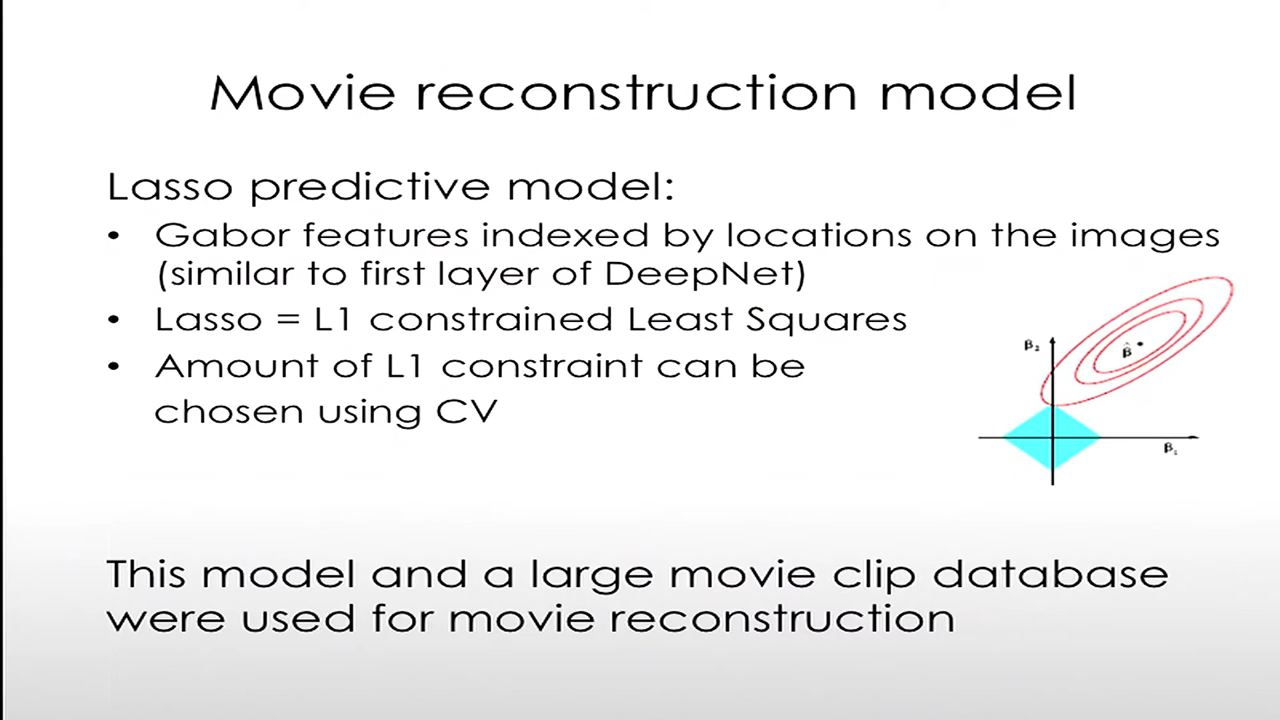 Movie reconstruction model
Lasso predictive model:
• Gabor features indexed by locations on the images
(similar to first layer of DeepNet)
• Lasso = L1 constrained Least Squares
• Amount of L1 constraint can be
chosen using CV
β₂
β̂
β₁
This model and a large movie clip database
were used for movie reconstruction